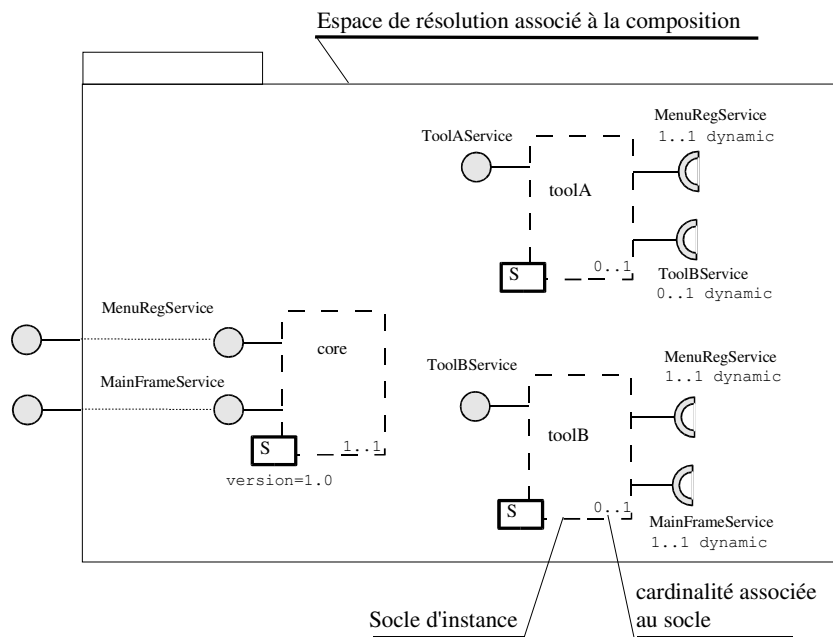 Espace de résolution associé à la composition
MenuRegService
1..1 dynamic
ToolAService
toolA
S
0..1
ToolBService
0..1 dynamic
MenuRegService
core
MainFrameService
S
1..1
version=1.0
ToolBService
toolB
MenuRegService
1..1 dynamic
S
0..1
MainFrameService
1..1 dynamic
Socle d'instance
cardinalité associée
au socle